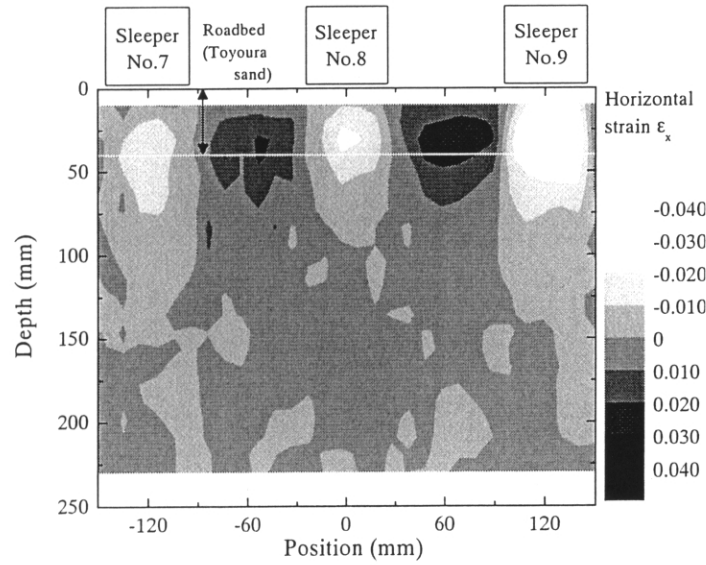 Sleeper
No.7
Roadbed
(Toyoura
sand)
Sleeper
No.8
Sleeper
No.9
Horizontal
strain εx
0
50
100
150
200
250
Depth (mm)
-120
-60
0
60
120
Position (mm)
-0.040
-0.030
-0.020
-0.010
0
0.010
0.020
0.030
0.040